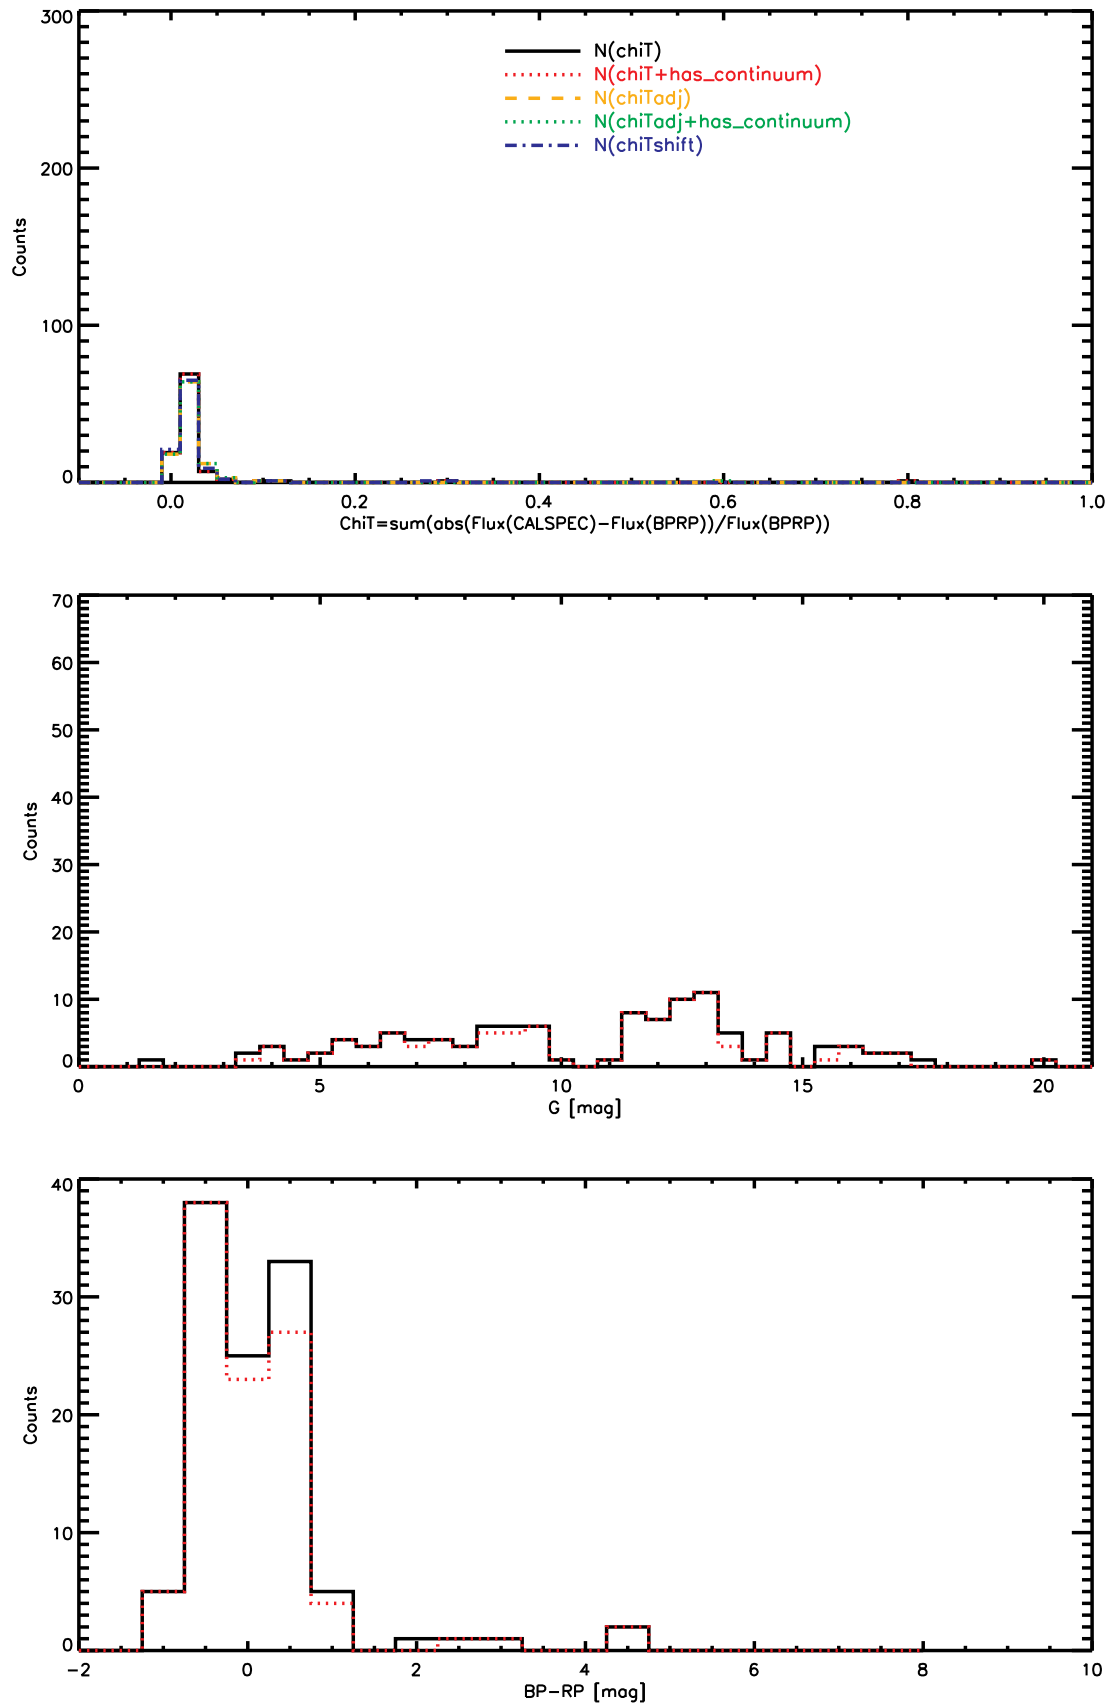 300
N(chiT)
N(chiT+has_continuum)
N(chiTadj)
N(chiTadj+has_continuum)
N(chiTshift)
200
Counts
100
0
0.0 0.2 0.4 0.6 0.8 1.0
ChiT=sum(abs(Flux(CALSPEC)-Flux(BPRP))/Flux(BPRP))
70
60
50
40
Counts
30
20
10
0
0 5 10 15 20
G [mag]
40
30
Counts
20
10
0
-2 0 2 4 6 8 10
BP-RP [mag]